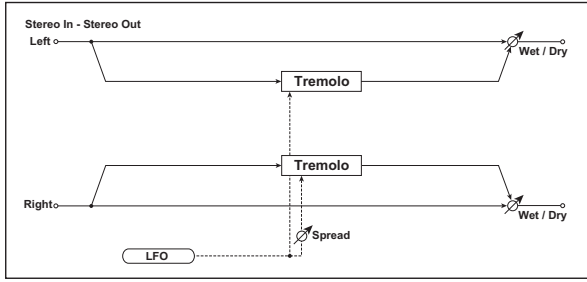 Stereo In - Stereo Out
Left
Wet / Dry
Tremolo
Tremolo
Right
Wet / Dry
Spread
LFO